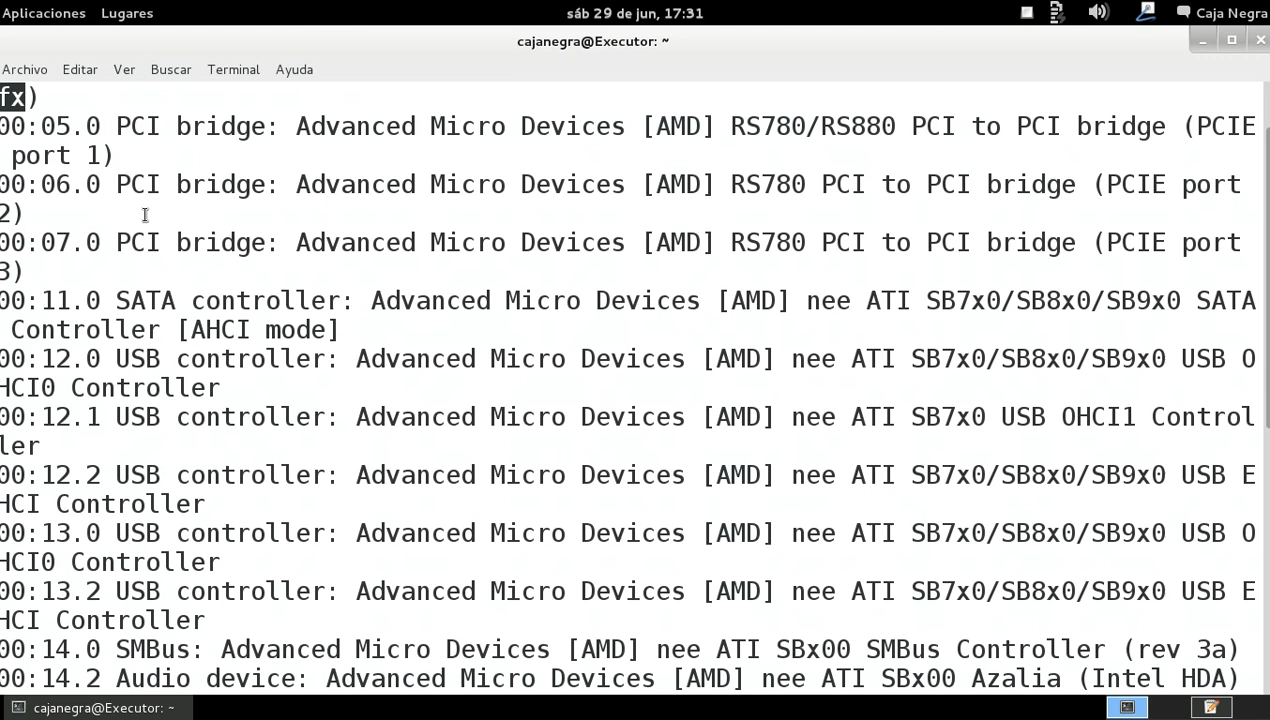 Aplicaciones Lugares sáb 29 de jun, 17:31 Caja Negra
cajanegra@Executor: ~
Archivo Editar Ver Buscar Terminal Ayuda
fx)
00:05.0 PCI bridge: Advanced Micro Devices [AMD] RS780/RS880 PCI to PCI bridge (PCIE
port 1)
00:06.0 PCI bridge: Advanced Micro Devices [AMD] RS780 PCI to PCI bridge (PCIE port
2)
00:07.0 PCI bridge: Advanced Micro Devices [AMD] RS780 PCI to PCI bridge (PCIE port
3)
00:11.0 SATA controller: Advanced Micro Devices [AMD] nee ATI SB7x0/SB8x0/SB9x0 SATA
Controller [AHCI mode]
00:12.0 USB controller: Advanced Micro Devices [AMD] nee ATI SB7x0/SB8x0/SB9x0 USB O
HCI0 Controller
00:12.1 USB controller: Advanced Micro Devices [AMD] nee ATI SB7x0 USB OHCI1 Control
ler
00:12.2 USB controller: Advanced Micro Devices [AMD] nee ATI SB7x0/SB8x0/SB9x0 USB E
HCI Controller
00:13.0 USB controller: Advanced Micro Devices [AMD] nee ATI SB7x0/SB8x0/SB9x0 USB O
HCI0 Controller
00:13.2 USB controller: Advanced Micro Devices [AMD] nee ATI SB7x0/SB8x0/SB9x0 USB E
HCI Controller
00:14.0 SMBus: Advanced Micro Devices [AMD] nee ATI SBx00 SMBus Controller (rev 3a)
00:14.2 Audio device: Advanced Micro Devices [AMD] nee ATI SBx00 Azalia (Intel HDA)
cajanegra@Executor: ~